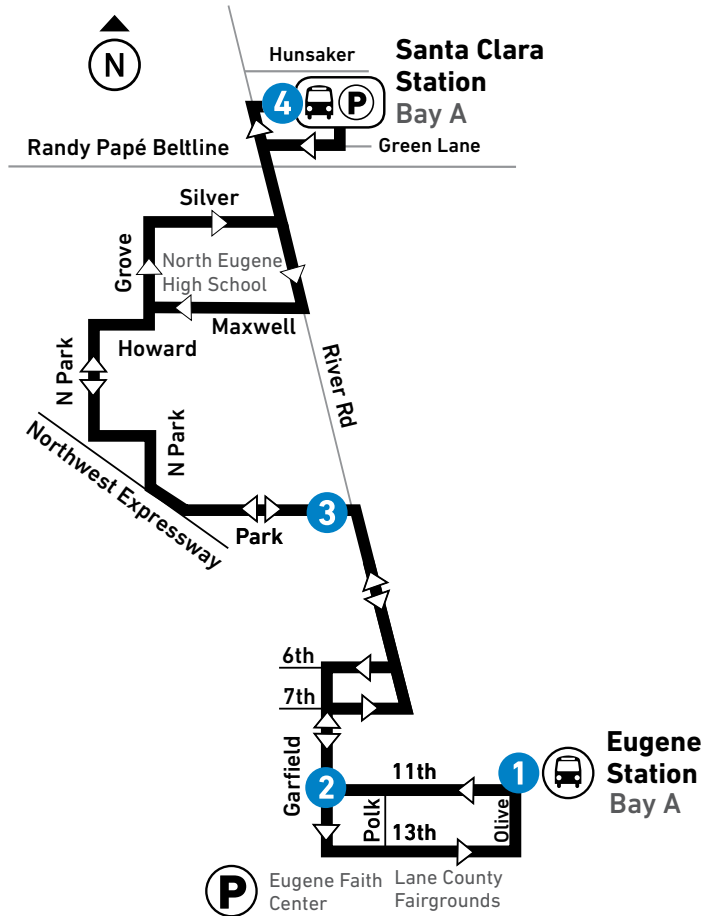 N
Hunsaker
Santa Clara
Station
Bay A
4
P
Randy Papé Beltline
Green Lane
Silver
Grove
North Eugene
High School
Maxwell
Howard
N Park
River Rd
N Park
Northwest Expressway
3
Park
6th
7th
Garfield
1
Eugene
Station
Bay A
2
11th
Polk
Olive
13th
P
Eugene Faith
Center
Lane County
Fairgrounds